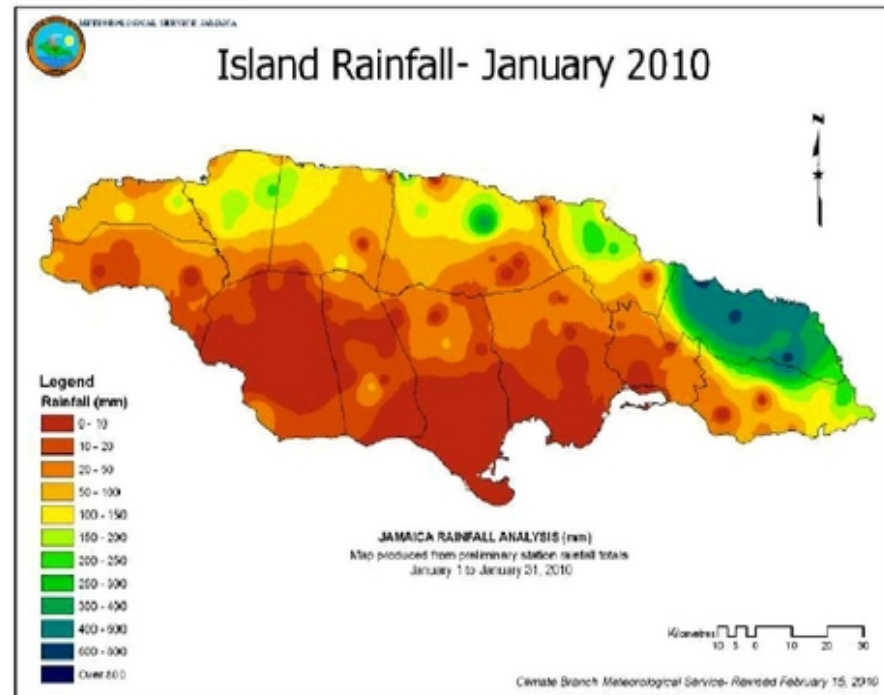 METEOROLOGICAL SERVICE JAMAICA
Island Rainfall- January 2010
N
Legend
Rainfall (mm)
0 - 10
10 - 20
20 - 50
50 - 100
100 - 150
150 - 200
200 - 250
250 - 300
300 - 400
400 - 600
600 - 800
Over 800
JAMAICA RAINFALL ANALYSIS (mm)
Map produced from preliminary station rainfall totals
January 1 to January 31, 2010
Kilometres
10 5 0 10 20 30
Climate Branch Meteorological Service- Revised February 15, 2010